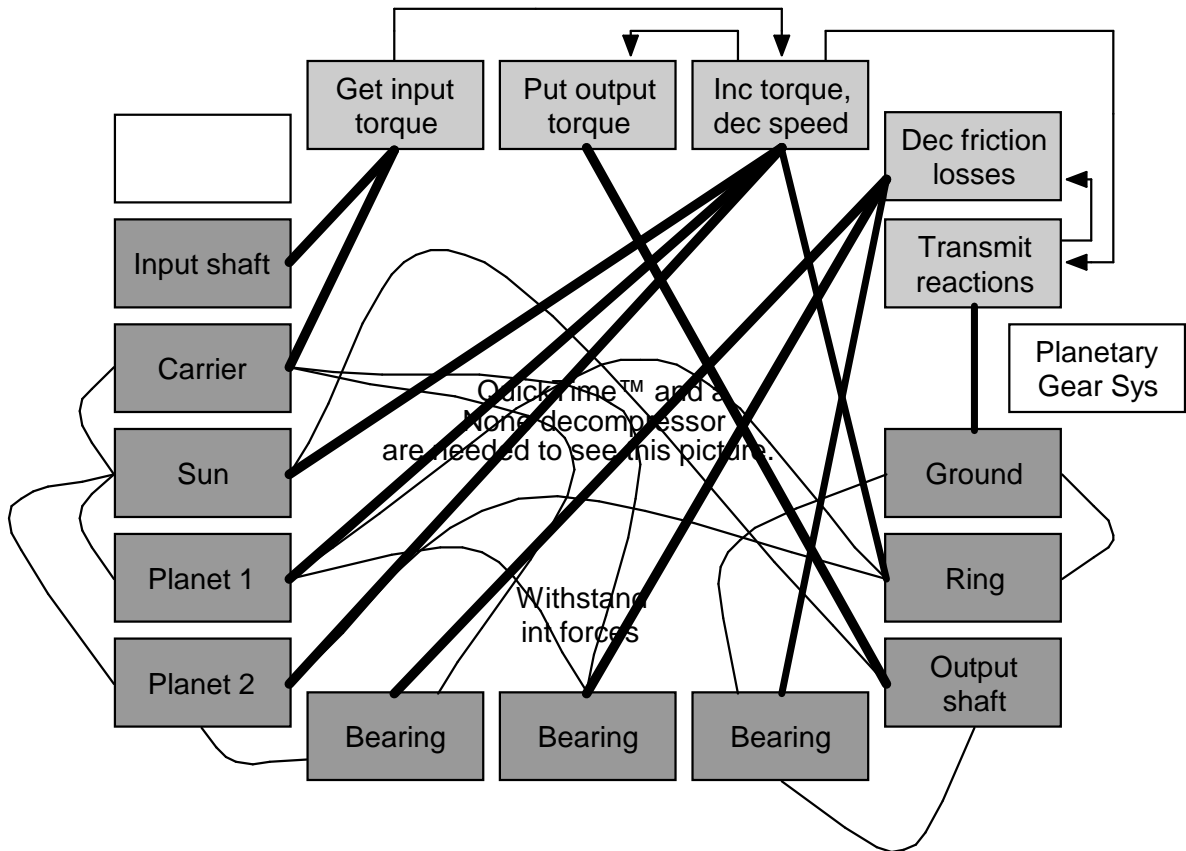 Get input
torque
Put output
torque
Inc torque,
dec speed
Dec friction
losses
Input shaft
Transmit
reactions
Carrier
Planetary
Gear Sys
QuickTime™ and a
None decompressor
are needed to see this picture.
Sun
Ground
Planet 1
Ring
Withstand
int forces
Planet 2
Output
shaft
Bearing
Bearing
Bearing